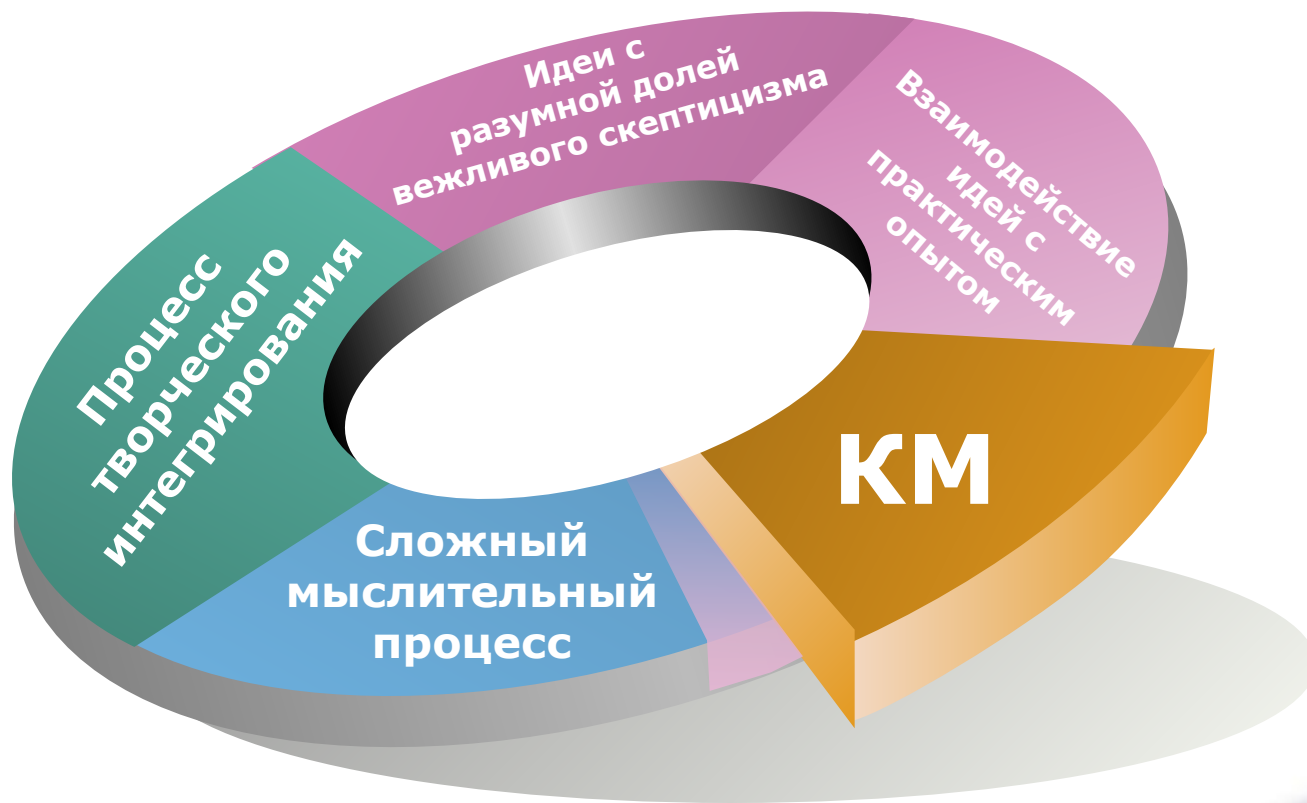 Идеи с
разумной долей
вежливого скептицизма
Взаимодействие
идей с
практическим
опытом
КМ
Сложный
мыслительный
процесс
Процесс
творческого
интегрирования